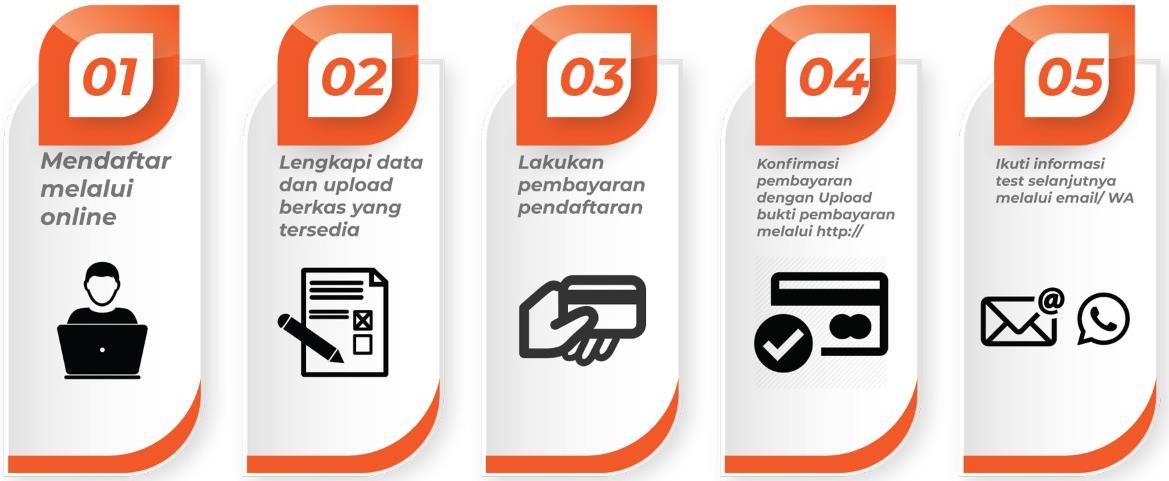 01
Mendaftar
melalui
online
02
Lengkapi data
dan upload
berkas yang
tersedia
03
Lakukan
pembayaran
pendaftaran
04
Konfirmasi
pembayaran
dengan Upload
bukti pembayaran
melalui http://
05
Ikuti informasi
test selanjutnya
melalui email/ WA
@